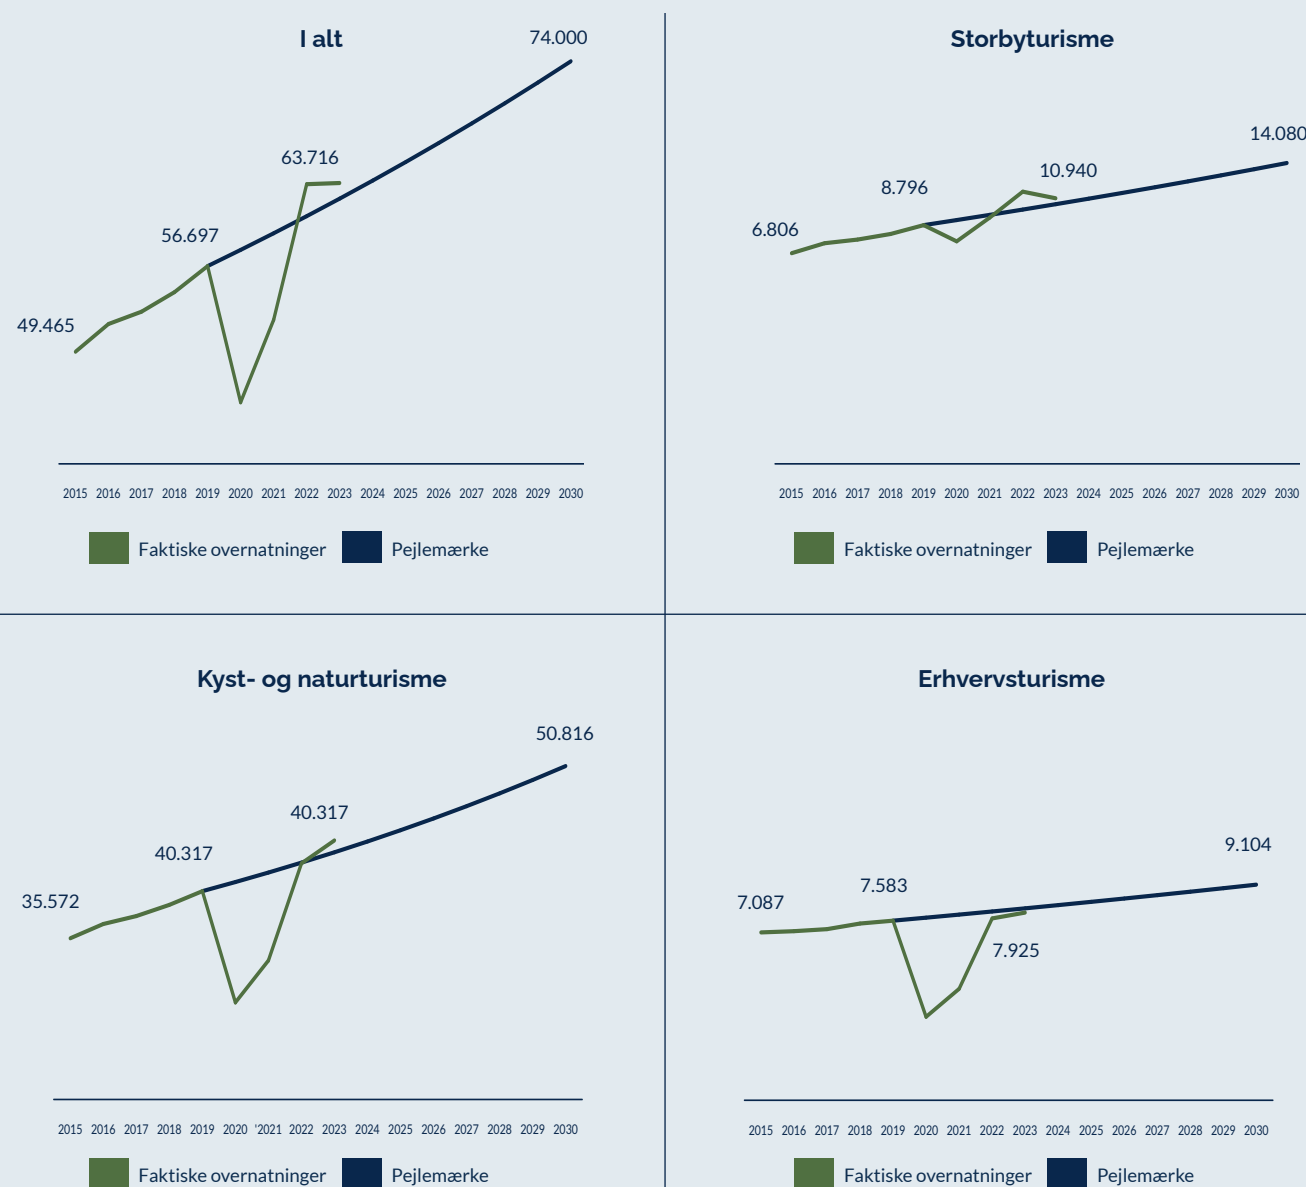 I alt
74.000
63.716
56.697
49.465
2015 2016 2017 2018 2019 2020 2021 2022 2023 2024 2025 2026 2027 2028 2029 2030
Faktiske overnatninger Pejlemærke
Storbyturisme
14.080
10.940
8.796
6.806
2015 2016 2017 2018 2019 2020 2021 2022 2023 2024 2025 2026 2027 2028 2029 2030
Faktiske overnatninger Pejlemærke
Kyst- og naturturisme
50.816
40.317
40.317
35.572
2015 2016 2017 2018 2019 2020 '2021 2022 2023 2024 2025 2026 2027 2028 2029 2030
Faktiske overnatninger Pejlemærke
Erhvervsturisme
9.104
7.583
7.087
7.925
2015 2016 2017 2018 2019 2020 2021 2022 2023 2024 2025 2026 2027 2028 2029 2030
Faktiske overnatninger Pejlemærke